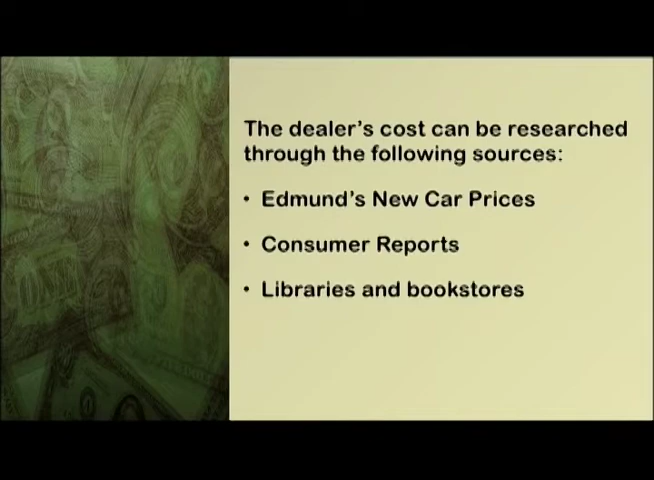 The dealer's cost can be researched
through the following sources:
• Edmund's New Car Prices
• Consumer Reports
• Libraries and bookstores